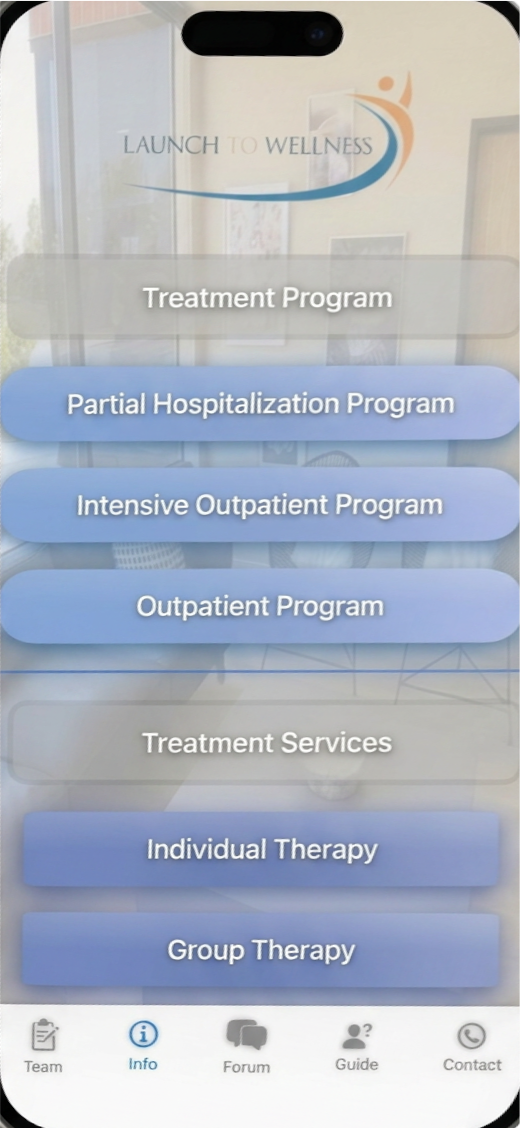 LAUNCH TO WELLNESS
Treatment Program
Partial Hospitalization Program
Intensive Outpatient Program
Outpatient Program
Treatment Services
Individual Therapy
Group Therapy
Team
Info
Forum
Guide
Contact